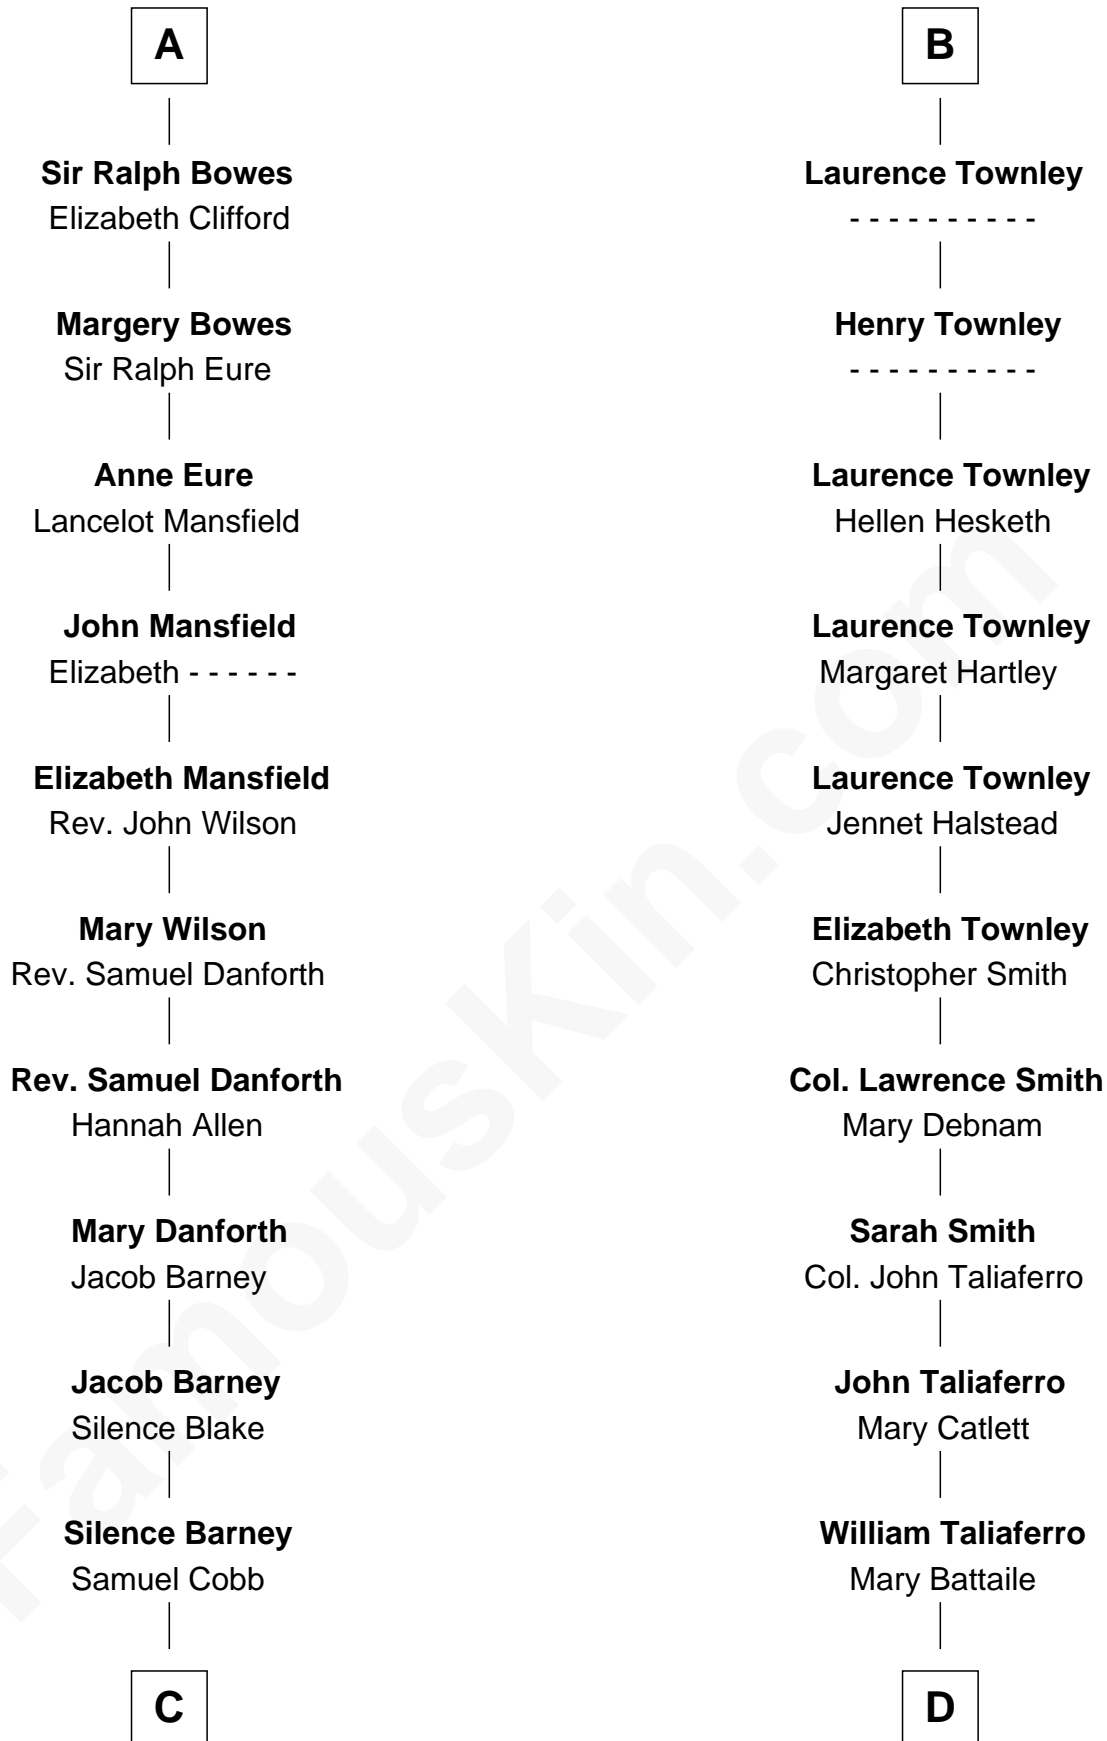 A
Sir Ralph Bowes
Elizabeth Clifford
Margery Bowes
Sir Ralph Eure
Anne Eure
Lancelot Mansfield
John Mansfield
Elizabeth - - - - - -
Elizabeth Mansfield
Rev. John Wilson
Mary Wilson
Rev. Samuel Danforth
Rev. Samuel Danforth
Hannah Allen
Mary Danforth
Jacob Barney
Jacob Barney
Silence Blake
Silence Barney
Samuel Cobb
C
B
Laurence Townley
- - - - - - - - - -
Henry Townley
- - - - - - - - - -
Laurence Townley
Hellen Hesketh
Laurence Townley
Margaret Hartley
Laurence Townley
Jennet Halstead
Elizabeth Townley
Christopher Smith
Col. Lawrence Smith
Mary Debnam
Sarah Smith
Col. John Taliaferro
John Taliaferro
Mary Catlett
William Taliaferro
Mary Battaile
D
FamousKin.com